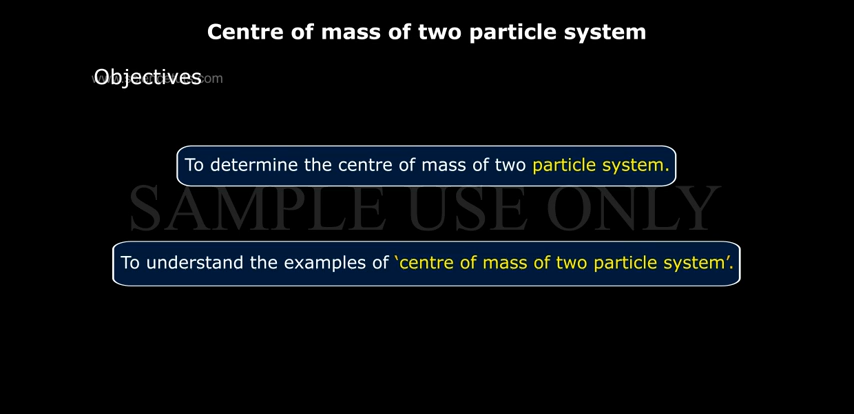 Centre of mass of two particle system
Objectives
To determine the centre of mass of two particle system.
SAMPLE USE ONLY
To understand the examples of ‘centre of mass of two particle system’.